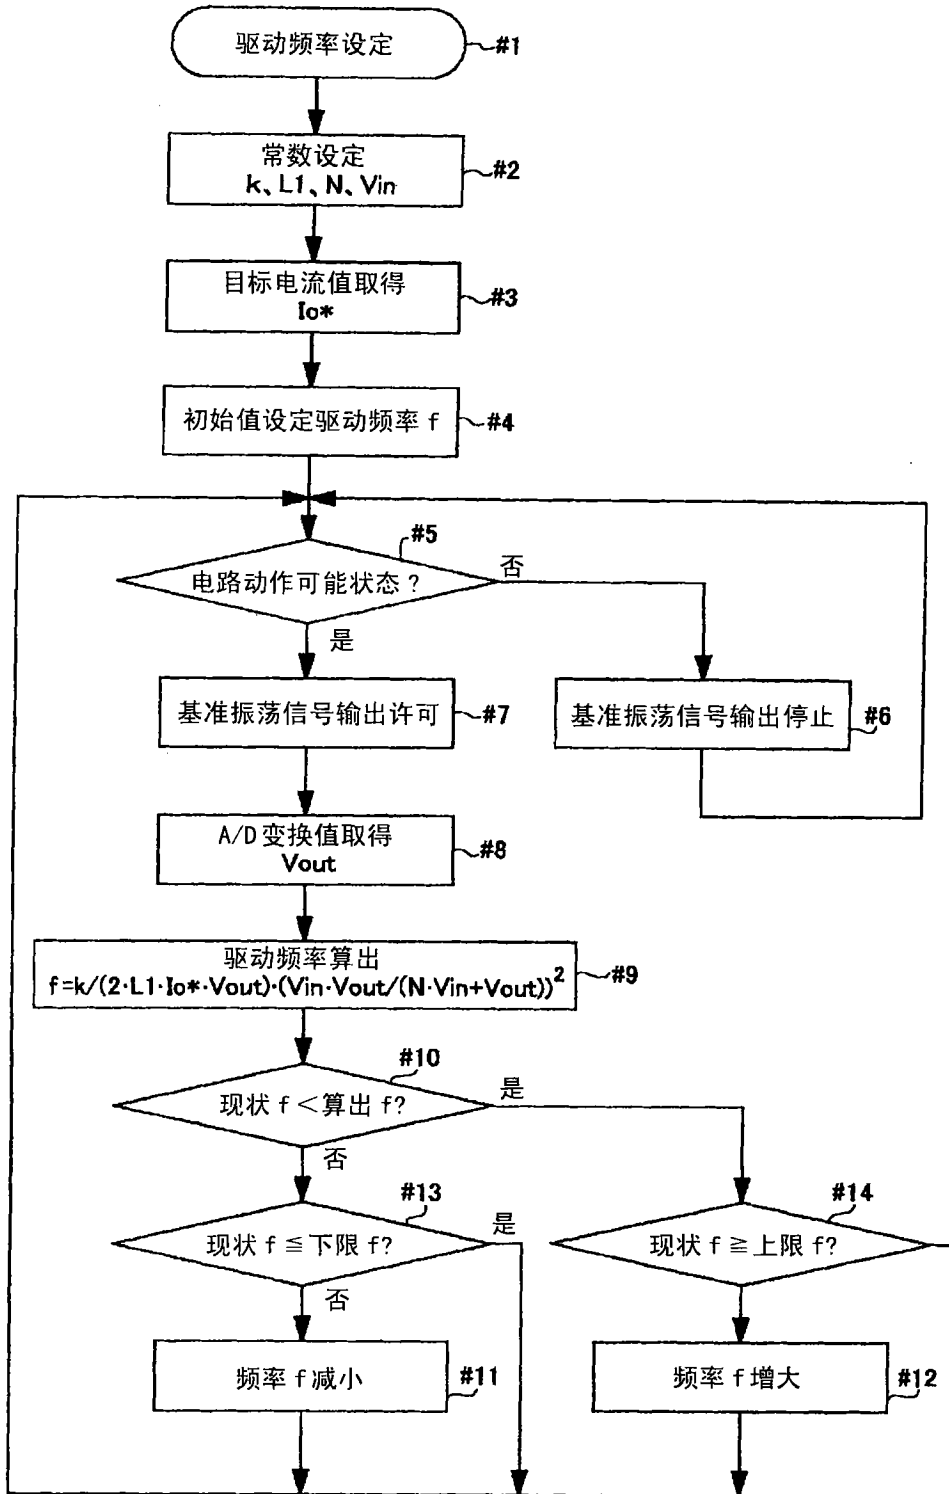 驱动频率设定
#1
常数设定
k、L1、N、Vin
#2
目标电流值取得
Io*
#3
初始值设定驱动频率 f
#4
#5
电路动作可能状态?
否
是
基准振荡信号输出许可
#7
基准振荡信号输出停止
#6
A/D变换值取得
Vout
#8
驱动频率算出
f=k/(2·L1·Io*·Vout)·(Vin·Vout/(N·Vin+Vout))²
#9
#10
现状 f<算出 f?
是
否
#13
现状 f≦下限 f?
是
否
#14
现状 f≧上限 f?
频率 f 减小
#11
频率 f 增大
#12